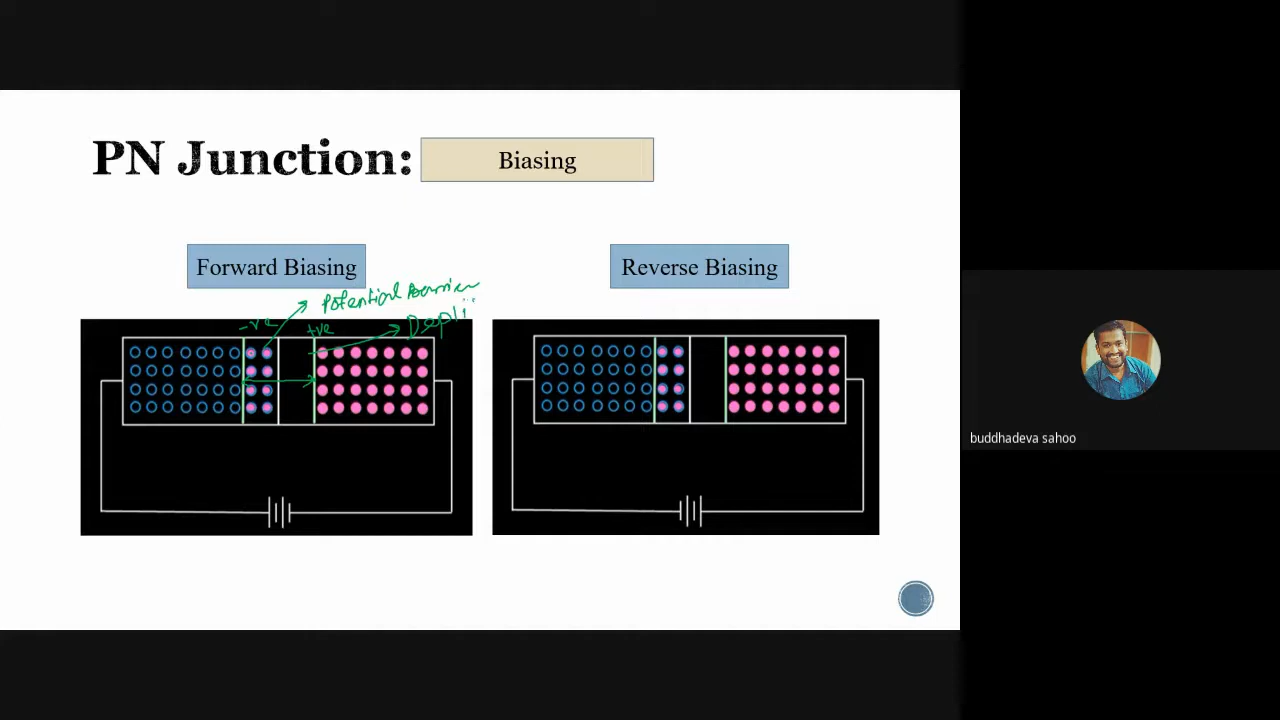 PN Junction: Biasing
Forward Biasing
Reverse Biasing
Potential Barrier
-ve
+ve
Depli
buddhadeva sahoo